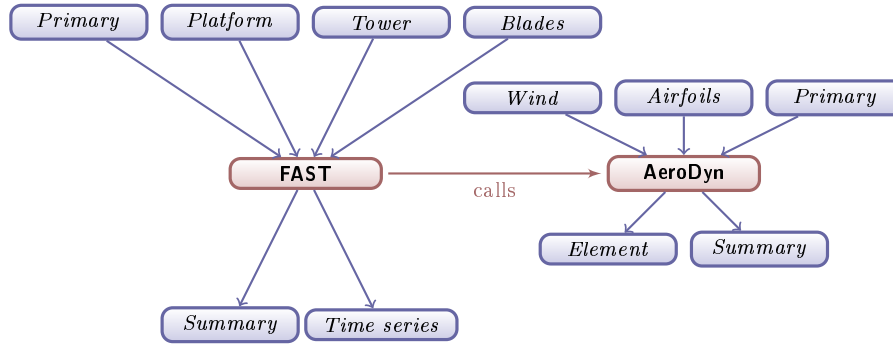 Primary
Platform
Tower
Blades
Wind
Airfoils
Primary
FAST
calls
AeroDyn
Element
Summary
Summary
Time series